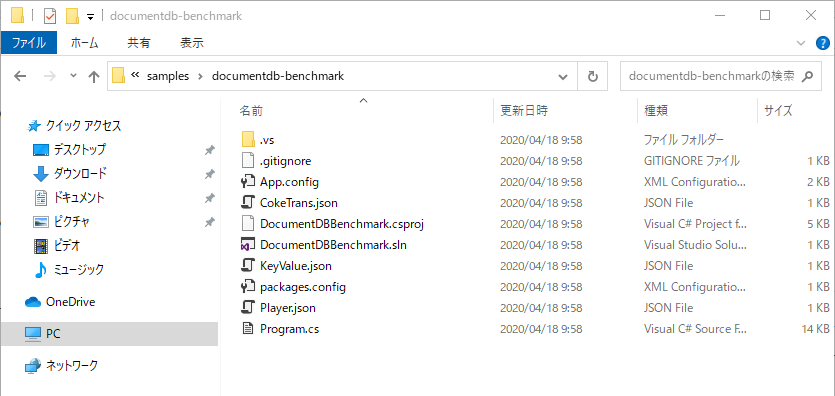 documentdb-benchmark
ファイル ホーム 共有 表示
« samples › documentdb-benchmark documentdb-benchmarkの検索
名前 更新日時 種類 サイズ
クイック アクセス
デスクトップ
ダウンロード
ドキュメント
ピクチャ
ビデオ
ミュージック
OneDrive
PC
ネットワーク
.vs 2020/04/18 9:58 ファイル フォルダー
.gitignore 2020/04/18 9:58 GITIGNORE ファイル 1 KB
App.config 2020/04/18 9:58 XML Configuratio... 2 KB
CokeTrans.json 2020/04/18 9:58 JSON File 1 KB
DocumentDBBenchmark.csproj 2020/04/18 9:58 Visual C# Project f... 5 KB
DocumentDBBenchmark.sln 2020/04/18 9:58 Visual Studio Solu... 1 KB
KeyValue.json 2020/04/18 9:58 JSON File 1 KB
packages.config 2020/04/18 9:58 XML Configuratio... 1 KB
Player.json 2020/04/18 9:58 JSON File 1 KB
Program.cs 2020/04/18 9:58 Visual C# Source F... 14 KB